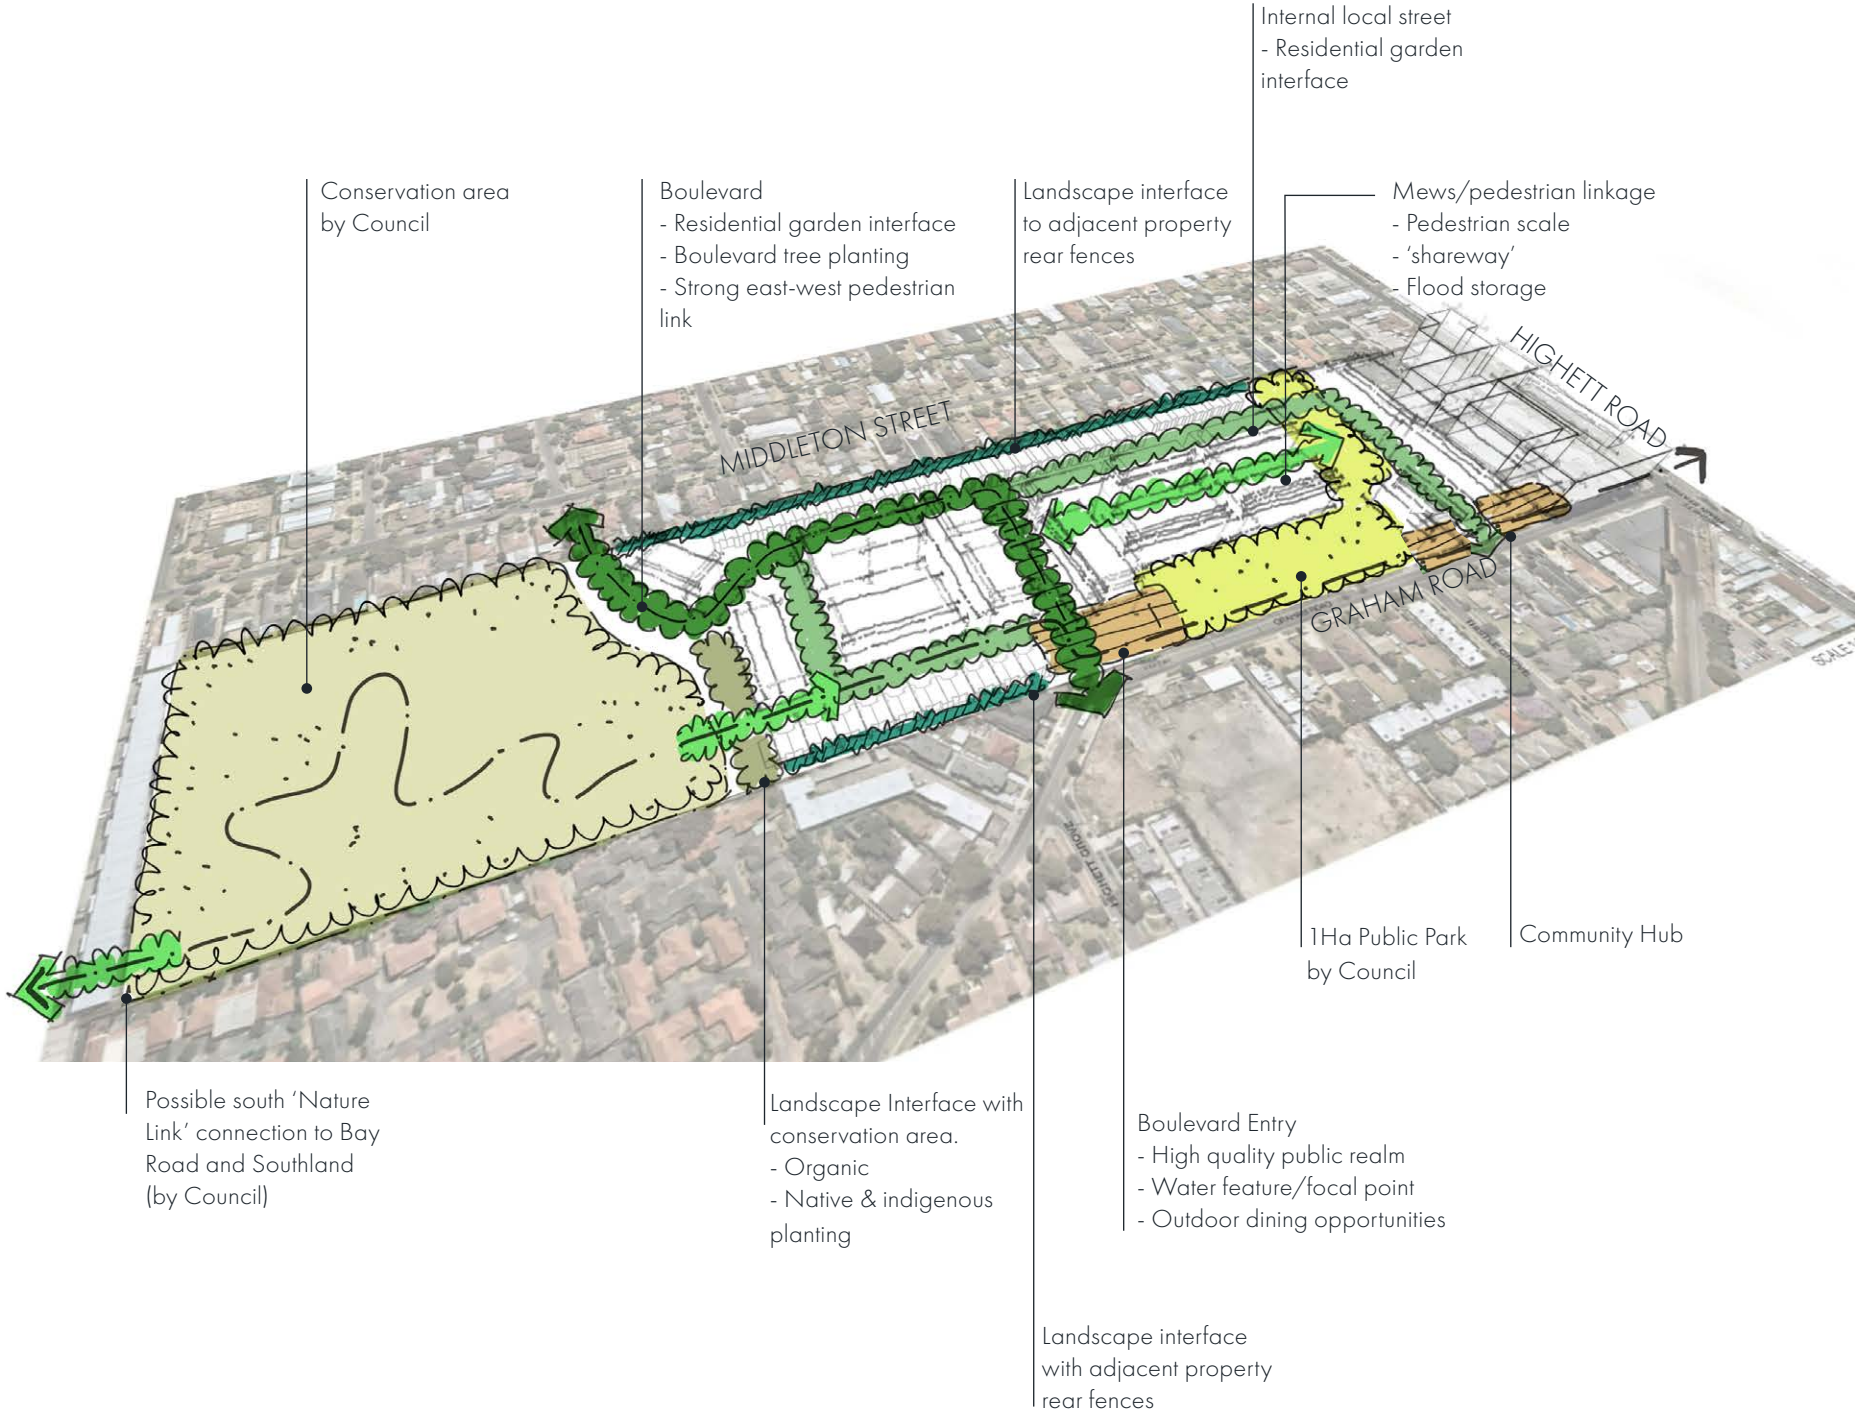 Internal local street
- Residential garden
interface
Conservation area
by Council
Boulevard
- Residential garden interface
- Boulevard tree planting
- Strong east-west pedestrian
link
Landscape interface
to adjacent property
rear fences
Mews/pedestrian linkage
- Pedestrian scale
- ‘shareway’
- Flood storage
HIGHETT ROAD
MIDDLETON STREET
GRAHAM ROAD
HIGHETT GROVE
1Ha Public Park
by Council
Community Hub
Possible south ‘Nature
Link’ connection to Bay
Road and Southland
(by Council)
Landscape Interface with
conservation area.
- Organic
- Native & indigenous
planting
Boulevard Entry
- High quality public realm
- Water feature/focal point
- Outdoor dining opportunities
Landscape interface
with adjacent property
rear fences